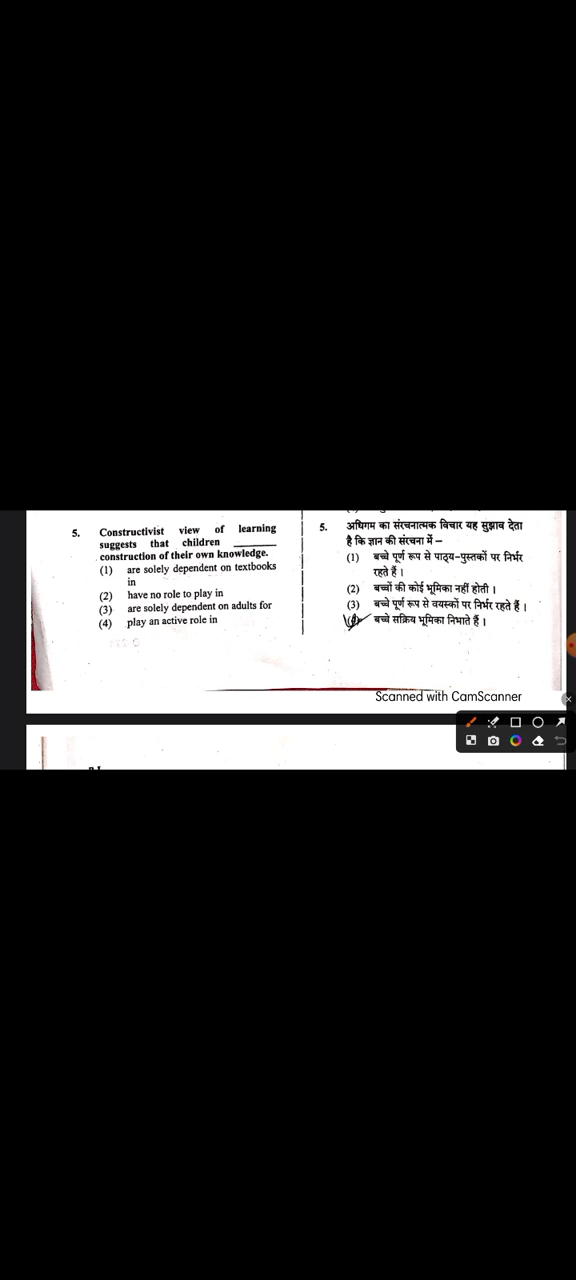 5. Constructivist view of learning
suggests that children ________
construction of their own knowledge.
(1) are solely dependent on textbooks
in
(2) have no role to play in
(3) are solely dependent on adults for
(4) play an active role in
5. अधिगम का संरचनात्मक विचार यह सुझाव देता
है कि ज्ञान की संरचना में –
(1) बच्चे पूर्ण रूप से पाठ्य-पुस्तकों पर निर्भर
रहते हैं ।
(2) बच्चों की कोई भूमिका नहीं होती ।
(3) बच्चे पूर्ण रूप से वयस्कों पर निर्भर रहते हैं ।
(4) बच्चे सक्रिय भूमिका निभाते हैं ।
Scanned with CamScanner